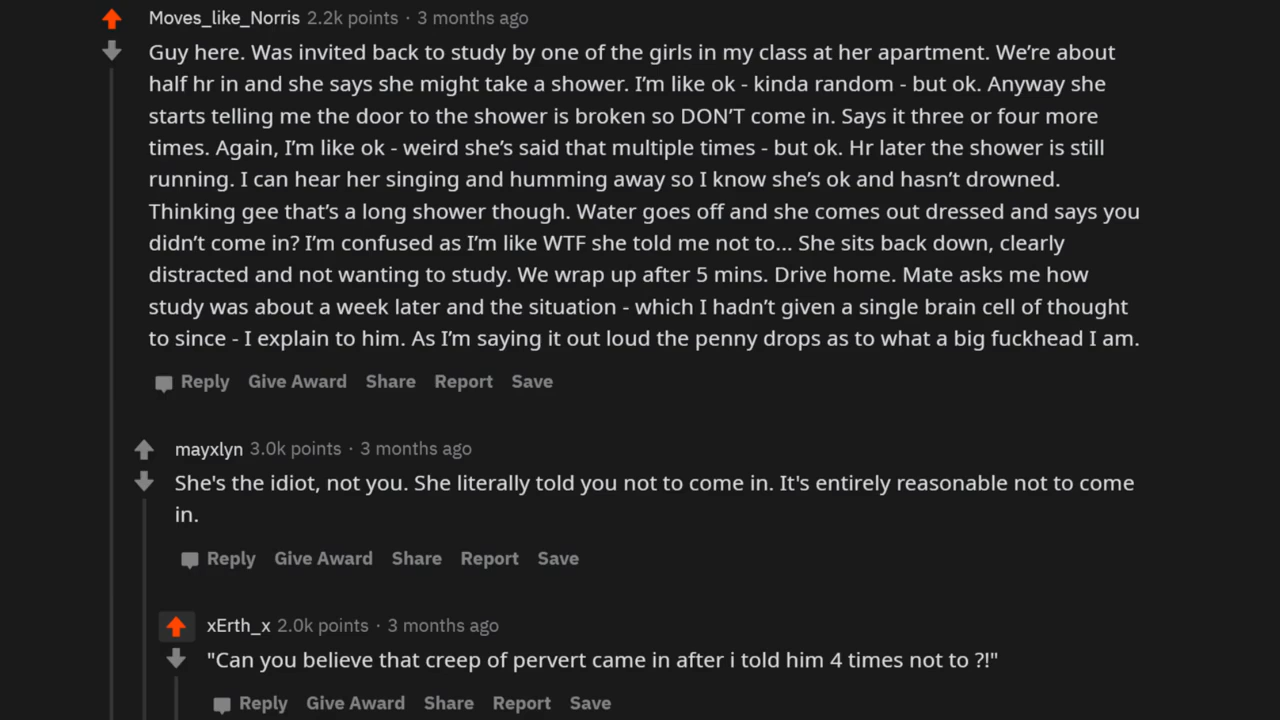 Moves_like_Norris 2.2k points · 3 months ago
Guy here. Was invited back to study by one of the girls in my class at her apartment. We’re about
half hr in and she says she might take a shower. I’m like ok - kinda random - but ok. Anyway she
starts telling me the door to the shower is broken so DON’T come in. Says it three or four more
times. Again, I’m like ok - weird she’s said that multiple times - but ok. Hr later the shower is still
running. I can hear her singing and humming away so I know she’s ok and hasn’t drowned.
Thinking gee that’s a long shower though. Water goes off and she comes out dressed and says you
didn’t come in? I’m confused as I’m like WTF she told me not to... She sits back down, clearly
distracted and not wanting to study. We wrap up after 5 mins. Drive home. Mate asks me how
study was about a week later and the situation - which I hadn’t given a single brain cell of thought
to since - I explain to him. As I’m saying it out loud the penny drops as to what a big fuckhead I am.
Reply Give Award Share Report Save
mayxlyn 3.0k points · 3 months ago
She's the idiot, not you. She literally told you not to come in. It's entirely reasonable not to come
in.
Reply Give Award Share Report Save
xErth_x 2.0k points · 3 months ago
"Can you believe that creep of pervert came in after i told him 4 times not to ?!"
Reply Give Award Share Report Save